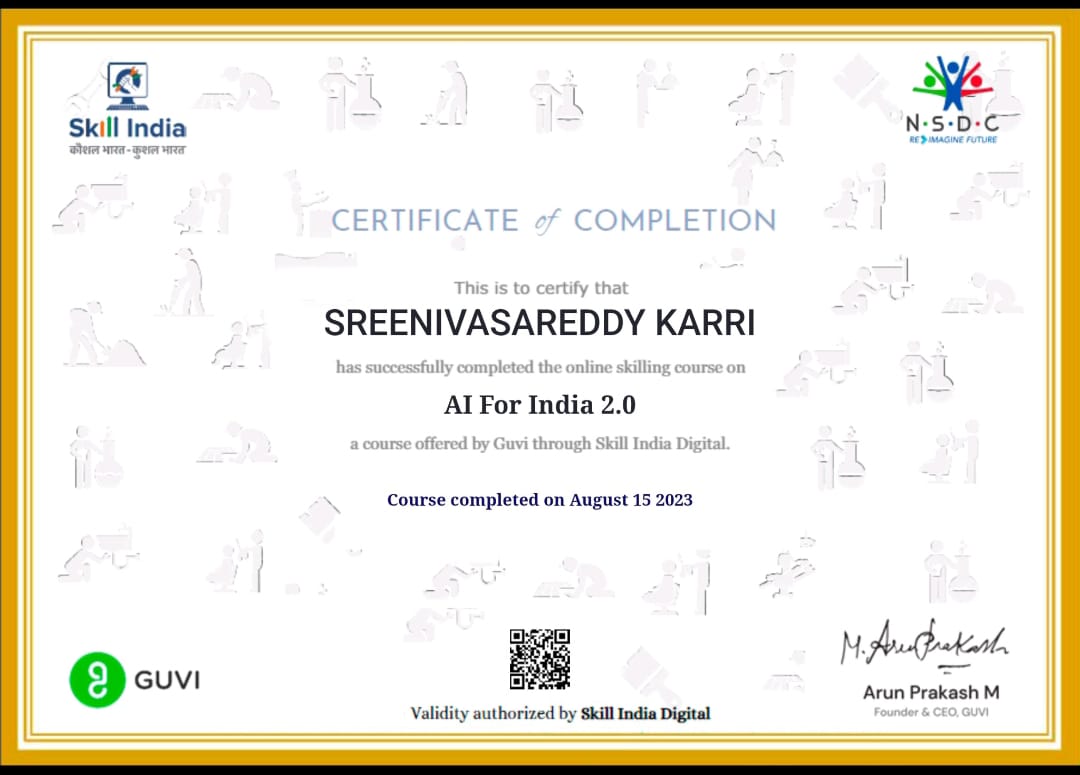 Skill India
कौशल भारत - कुशल भारत
N·S·D·C
RE IMAGINE FUTURE
CERTIFICATE of COMPLETION
This is to certify that
SREENIVASAREDDY KARRI
has successfully completed the online skilling course on
AI For India 2.0
a course offered by Guvi through Skill India Digital.
Course completed on August 15 2023
GUVI
Validity authorized by Skill India Digital
M. Arun Prakash
Arun Prakash M
Founder & CEO, GUVI